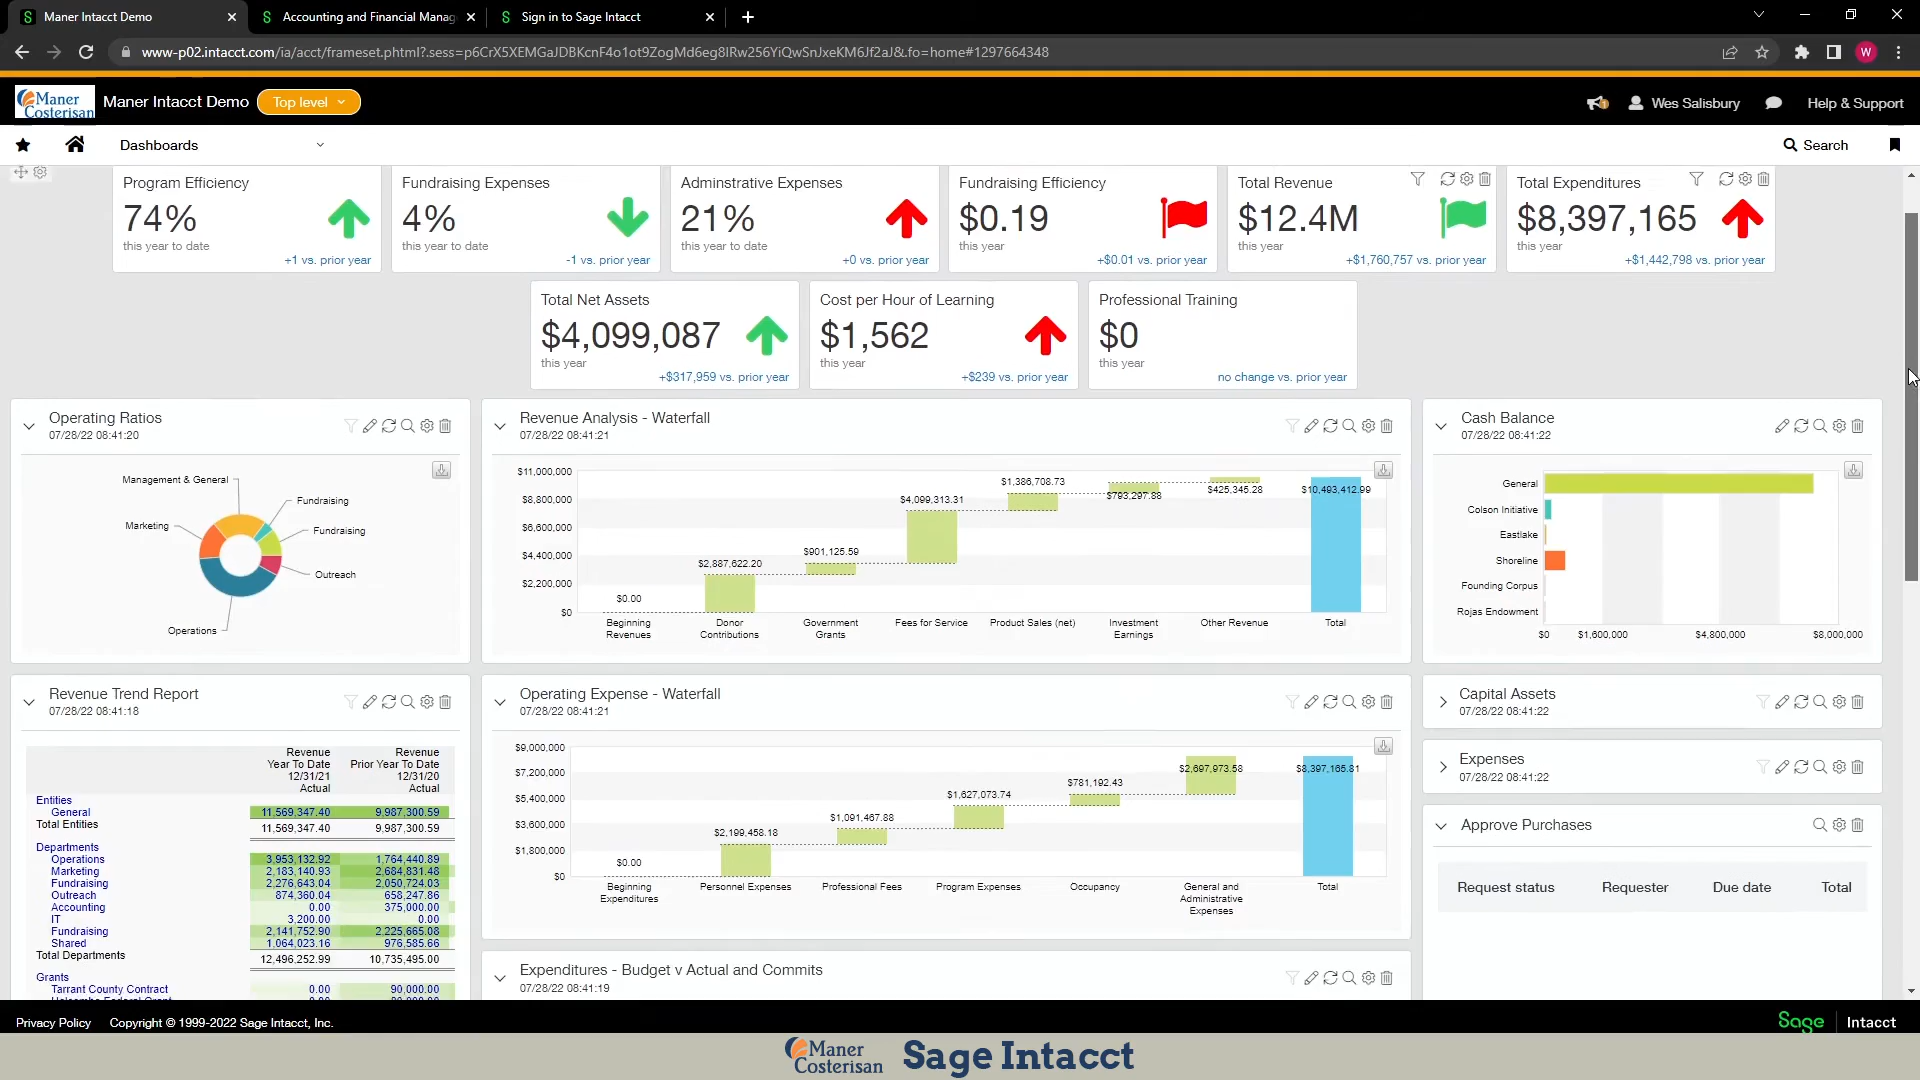 Maner Intacct Demo
Accounting and Financial Manag
Sign in to Sage Intacct
www-p02.intacct.com/ia/acct/frameset.phtml?.sess=p6CrX5XEMGaJDBKcnF4o1ot9ZogMd6eg8IRw256YiQwSnJxeKM6Jf2aJ&.fo=home#1297664348
W
Maner Costerisan
Maner Intacct Demo
Top level
1
Wes Salisbury
Help & Support
Dashboards
Search
Program Efficiency
74%
this year to date
+1 vs. prior year
Fundraising Expenses
4%
this year to date
-1 vs. prior year
Adminstrative Expenses
21%
this year to date
+0 vs. prior year
Fundraising Efficiency
$0.19
this year
+$0.01 vs. prior year
Total Revenue
$12.4M
this year
+$1,760,757 vs. prior year
Total Expenditures
$8,397,165
this year
+$1,442,798 vs. prior year
Total Net Assets
$4,099,087
this year
+$317,959 vs. prior year
Cost per Hour of Learning
$1,562
this year
+$239 vs. prior year
Professional Training
$0
this year
no change vs. prior year
Operating Ratios
07/28/22 08:41:20
Management & General
Fundraising
Marketing
Fundraising
Outreach
Operations
Revenue Analysis - Waterfall
07/28/22 08:41:21
$11,000,000
$8,800,000
$6,600,000
$4,400,000
$2,200,000
$0
$0.00
$2,887,622.20
$901,125.59
$4,099,313.31
$1,386,708.73
$793,297.88
$425,345.28
$10,493,412.99
Beginning Revenues
Donor Contributions
Government Grants
Fees for Service
Product Sales (net)
Investment Earnings
Other Revenue
Total
Cash Balance
07/28/22 08:41:22
General
Colson Initiative
Eastlake
Shoreline
Founding Corpus
Rojas Endowment
$0
$1,600,000
$4,800,000
$8,000,000
Revenue Trend Report
07/28/22 08:41:18
Revenue Year To Date 12/31/21 Actual
Revenue Prior Year To Date 12/31/20 Actual
Entities
General 11,569,347.40 9,987,300.59
Total Entities 11,569,347.40 9,987,300.59
Departments
Operations 3,953,132.92 1,764,440.89
Marketing 2,183,140.93 2,684,831.48
Fundraising 2,276,643.04 2,050,724.03
Outreach 874,360.04 658,247.86
Accounting 0.00 375,000.00
IT 3,200.00 0.00
Fundraising 2,141,752.90 2,225,665.08
Shared 1,064,023.16 976,585.66
Total Departments 12,496,252.99 10,735,495.00
Grants
Tarrant County Contract 0.00 90,000.00
Operating Expense - Waterfall
07/28/22 08:41:21
$9,000,000
$7,200,000
$5,400,000
$3,600,000
$1,800,000
$0
$0.00
$2,199,458.18
$1,091,467.88
$1,627,073.74
$781,192.43
$2,697,973.58
$8,397,165.81
Beginning Expenditures
Personnel Expenses
Professional Fees
Program Expenses
Occupancy
General and Administrative Expenses
Total
Capital Assets
07/28/22 08:41:22
Expenses
07/28/22 08:41:22
Approve Purchases
Request status Requester Due date Total
Expenditures - Budget v Actual and Commits
07/28/22 08:41:19
Privacy Policy Copyright © 1999-2022 Sage Intacct, Inc.
Sage Intacct
Maner Costerisan Sage Intacct